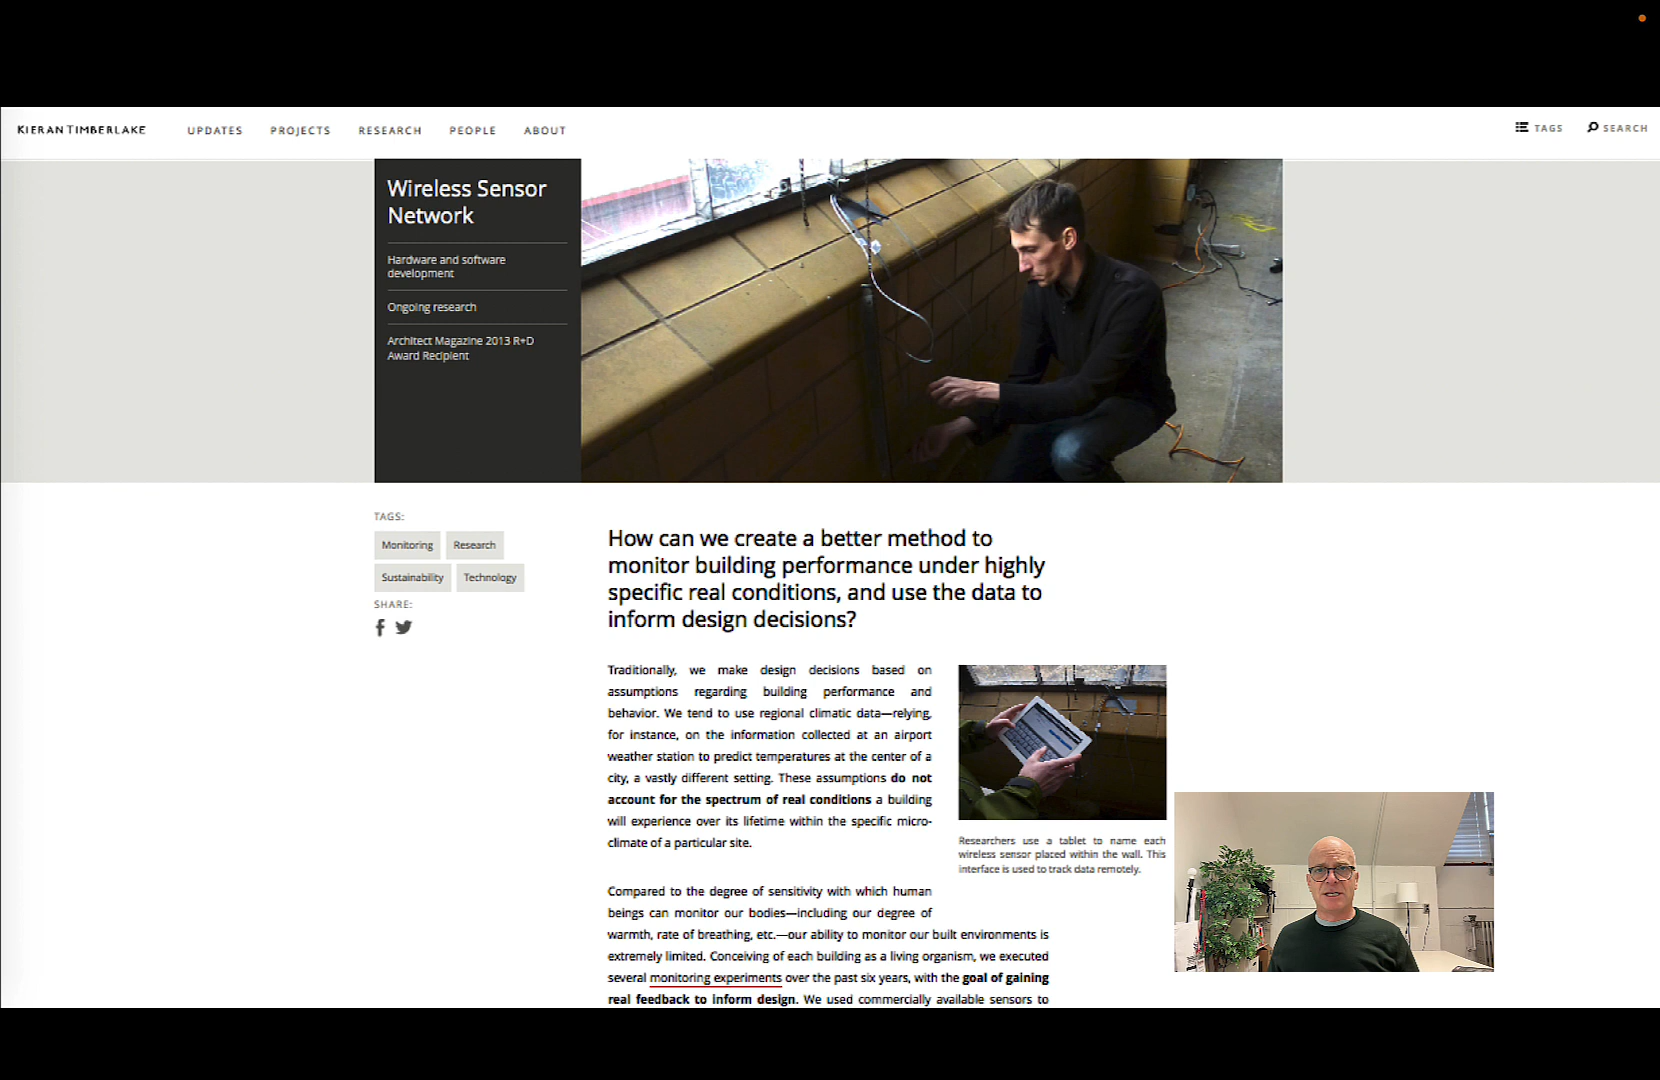 KIERANTIMBERLAKE
UPDATES
PROJECTS
RESEARCH
PEOPLE
ABOUT
TAGS
SEARCH
Wireless Sensor
Network
Hardware and software
development
Ongoing research
Architect Magazine 2013 R+D
Award Recipient
TAGS:
Monitoring
Research
Sustainability
Technology
SHARE:
How can we create a better method to
monitor building performance under highly
specific real conditions, and use the data to
inform design decisions?
Traditionally, we make design decisions based on
assumptions regarding building performance and
behavior. We tend to use regional climatic data—relying,
for instance, on the information collected at an airport
weather station to predict temperatures at the center of a
city, a vastly different setting. These assumptions do not
account for the spectrum of real conditions a building
will experience over its lifetime within the specific micro-
climate of a particular site.
Researchers use a tablet to name each
wireless sensor placed within the wall. This
interface is used to track data remotely.
Compared to the degree of sensitivity with which human
beings can monitor our bodies—including our degree of
warmth, rate of breathing, etc.—our ability to monitor our built environments is
extremely limited. Conceiving of each building as a living organism, we executed
several monitoring experiments over the past six years, with the goal of gaining
real feedback to inform design. We used commercially available sensors to